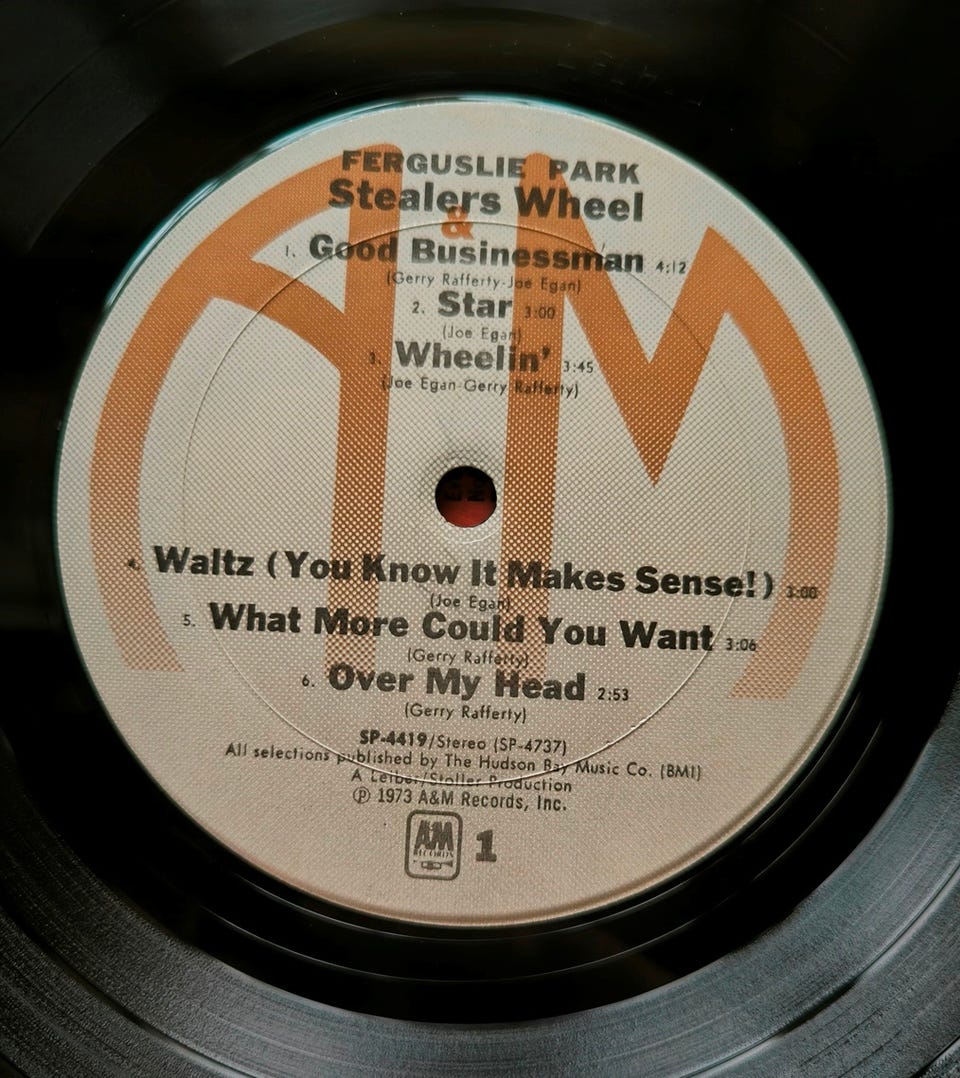 FERGUSLIE PARK
Stealers Wheel
&
1. Good Businessman 4:12
(Gerry Rafferty-Joe Egan)
2. Star 3:00
(Joe Egan)
3. Wheelin' 3:45
(Joe Egan-Gerry Rafferty)
4. Waltz (You Know It Makes Sense!) 3:00
(Joe Egan)
5. What More Could You Want 3:06
(Gerry Rafferty)
6. Over My Head 2:53
(Gerry Rafferty)
SP-4419/Stereo (SP-4737)
All selections published by The Hudson Bay Music Co. (BMI)
A Leiber/Stoller Production
℗ 1973 A&M Records, Inc.
A&M RECORDS 1